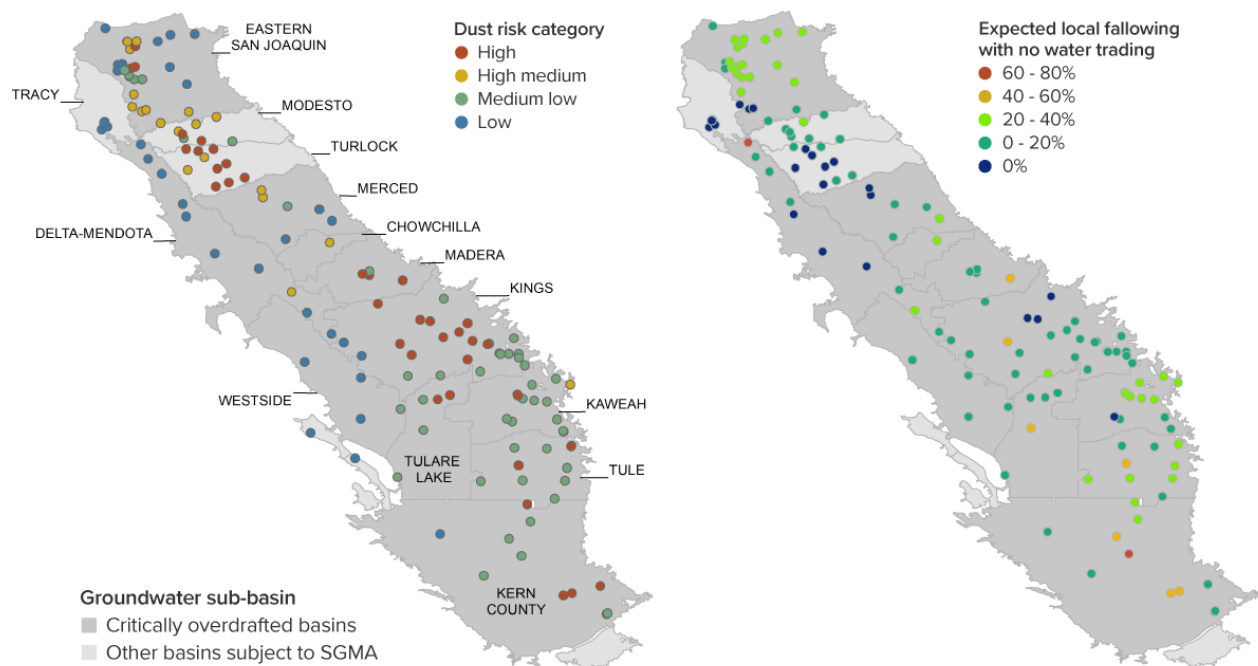 EASTERN
SAN JOAQUIN
TRACY
MODESTO
TURLOCK
MERCED
DELTA-MENDOTA
CHOWCHILLA
MADERA
KINGS
WESTSIDE
KAWEAH
TULARE
LAKE
TULE
KERN
COUNTY
Dust risk category
High
High medium
Medium low
Low
Groundwater sub-basin
Critically overdrafted basins
Other basins subject to SGMA
Expected local fallowing
with no water trading
60 - 80%
40 - 60%
20 - 40%
0 - 20%
0%